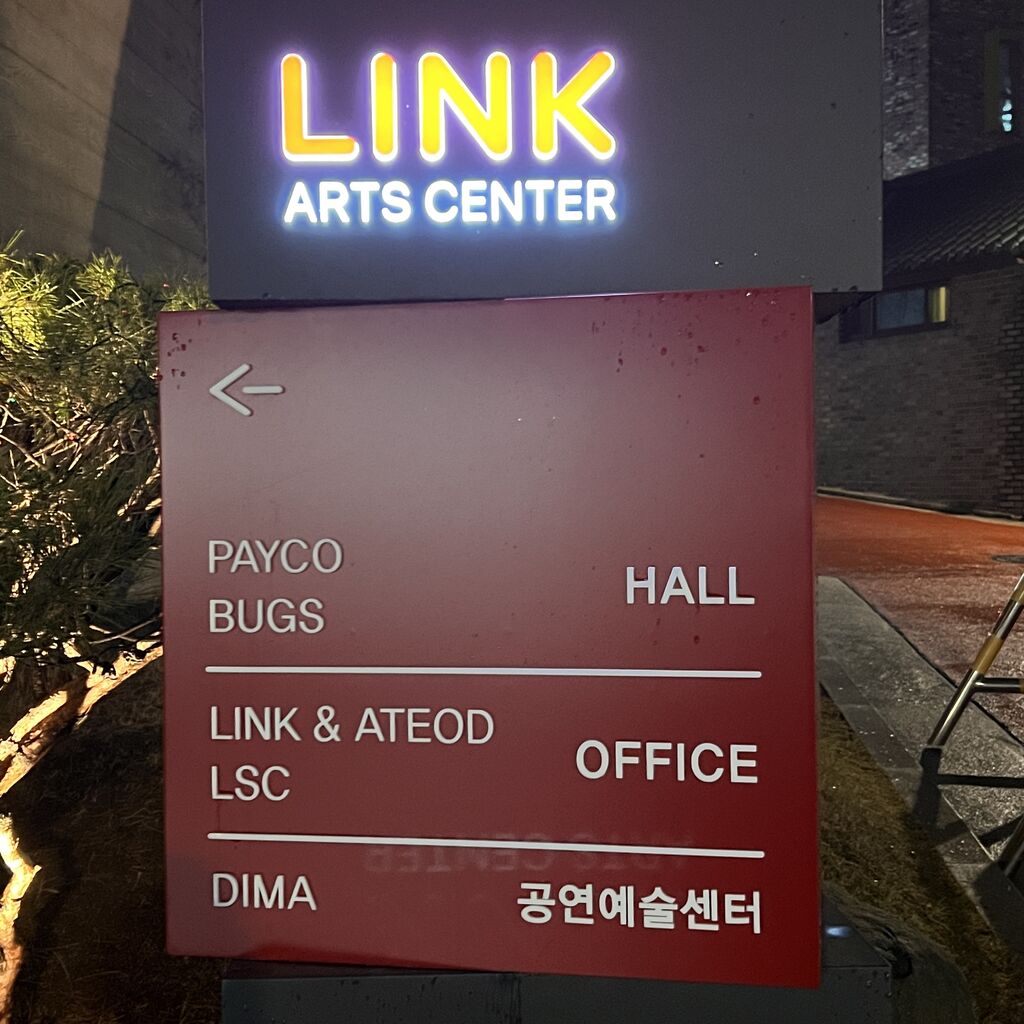 LINK
ARTS CENTER
PAYCO
BUGS
HALL
LINK & ATEOD
LSC
OFFICE
DIMA
공연예술센터